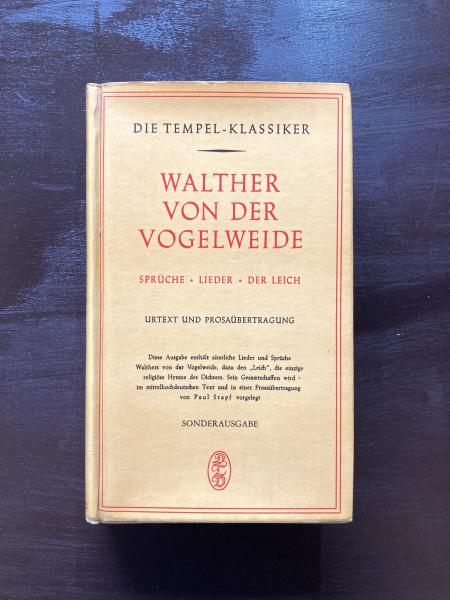 DIE TEMPEL-KLASSIKER
WALTHER
VON DER
VOGELWEIDE
SPRÜCHE • LIEDER • DER LEICH
URTEXT UND PROSAÜBERTRAGUNG
Diese Ausgabe enthält sämtliche Lieder und Sprüche
Walthers von der Vogelweide, dazu den „Leich", die einzige
religiöse Hymne des Dichters. Sein Gesamtschaffen wird
im mittelhochdeutschen Text und in einer Prosaübertragung
von Paul Stapf vorgelegt
SONDERAUSGABE